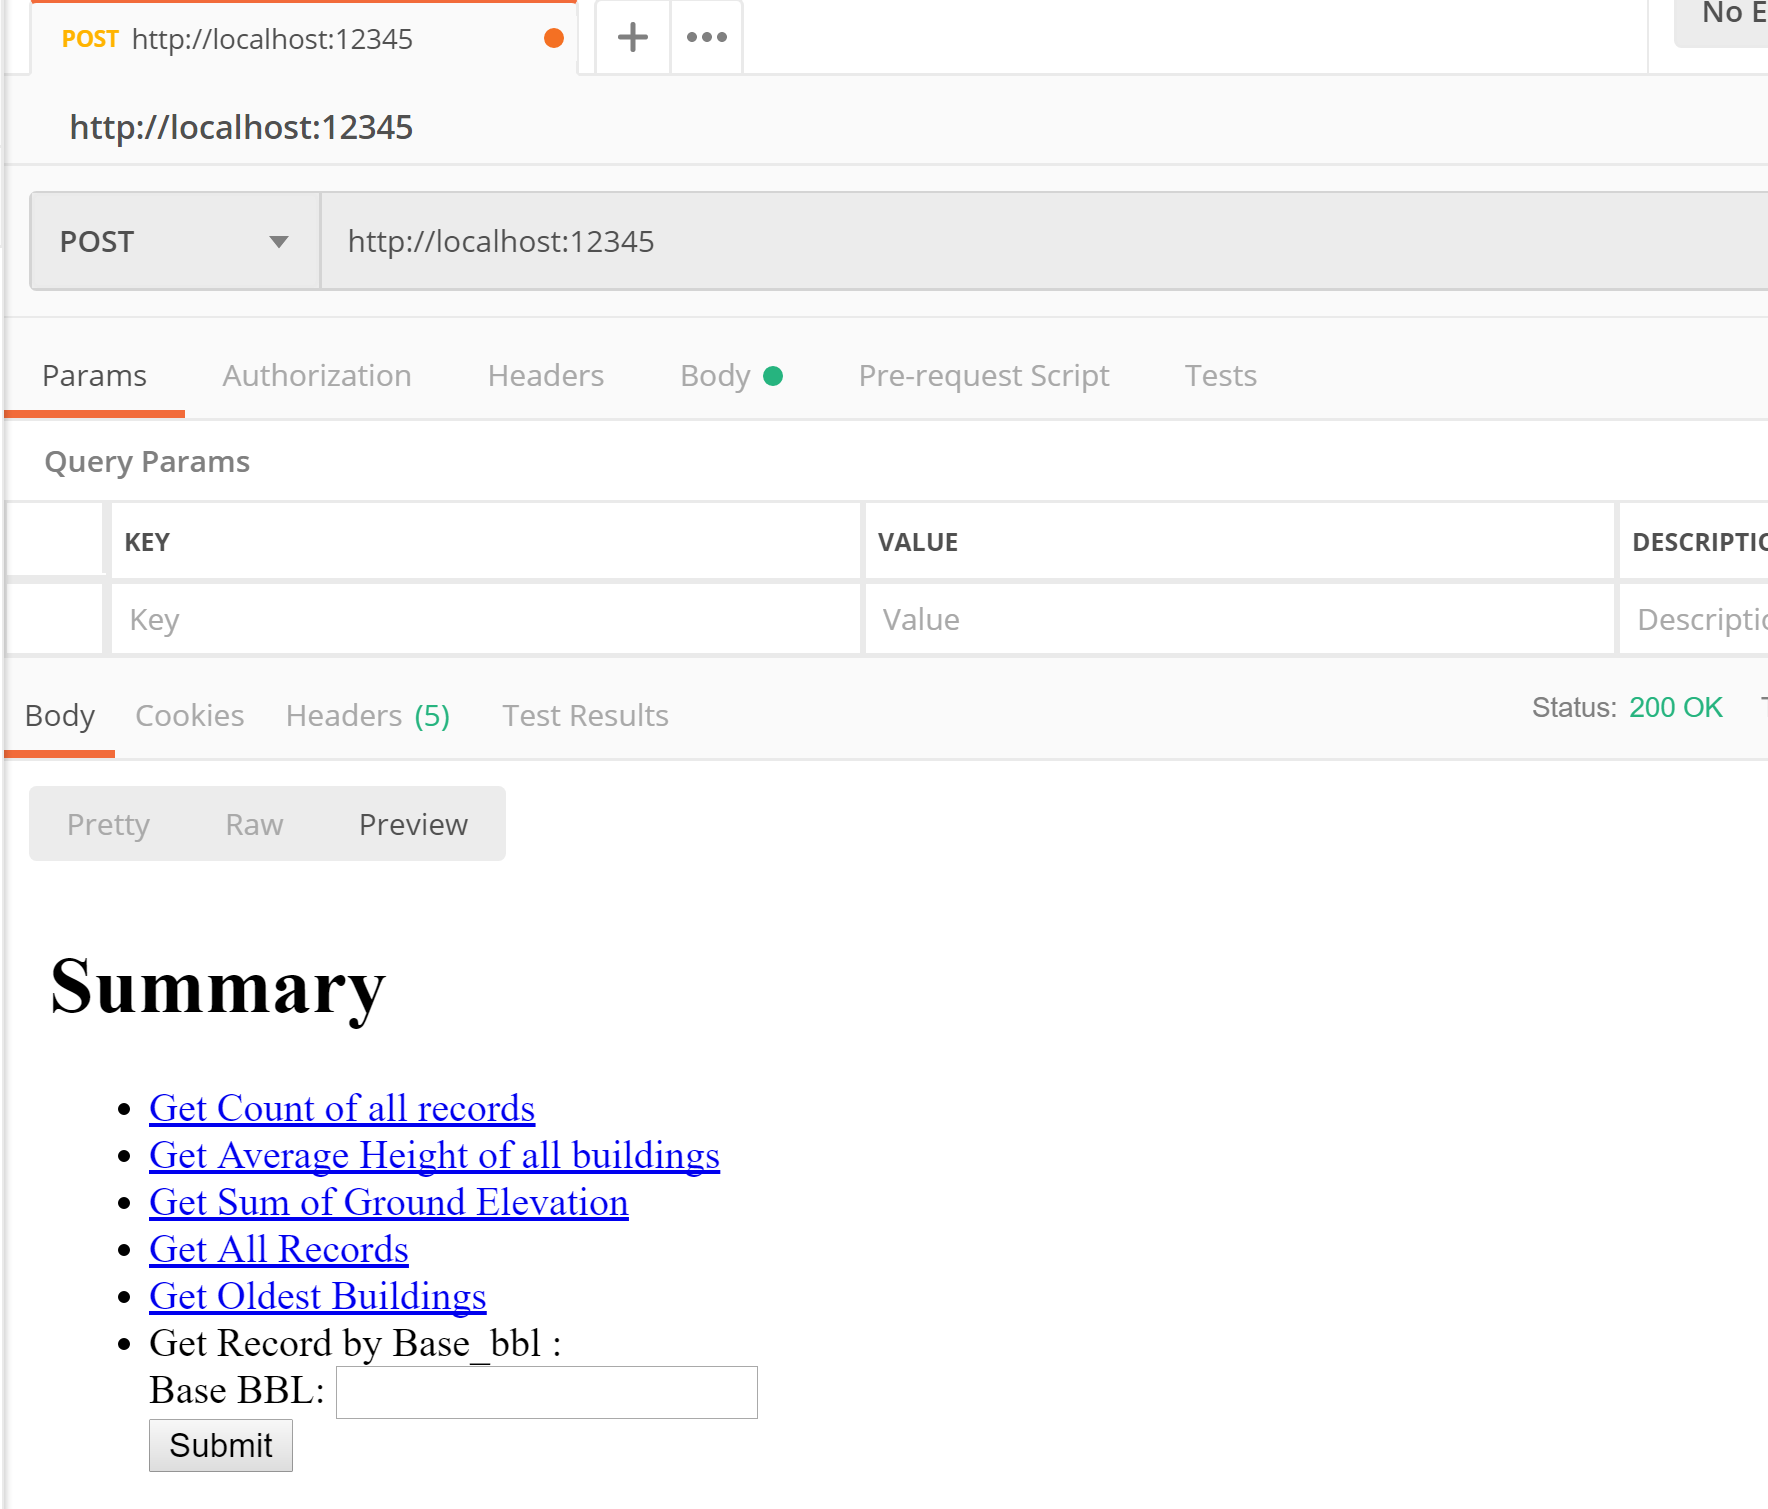 POST http://localhost:12345
No E
http://localhost:12345
POST http://localhost:12345
Params Authorization Headers Body Pre-request Script Tests
Query Params
KEY VALUE DESCRIPTIO
Key Value Descriptio
Body Cookies Headers (5) Test Results Status: 200 OK T
Pretty Raw Preview
Summary
Get Count of all records
Get Average Height of all buildings
Get Sum of Ground Elevation
Get All Records
Get Oldest Buildings
Get Record by Base_bbl :
Base BBL:
Submit